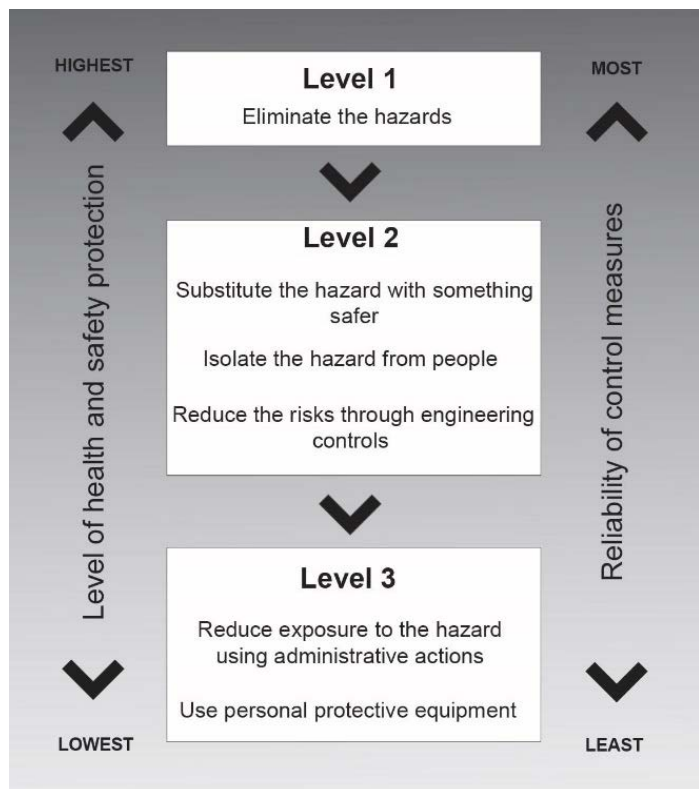 HIGHEST
Level 1
MOST
Eliminate the hazards
Level of health and safety protection
Reliability of control measures
Level 2
Substitute the hazard with something
safer
Isolate the hazard from people
Reduce the risks through engineering
controls
Level 3
Reduce exposure to the hazard
using administrative actions
Use personal protective equipment
LOWEST
LEAST